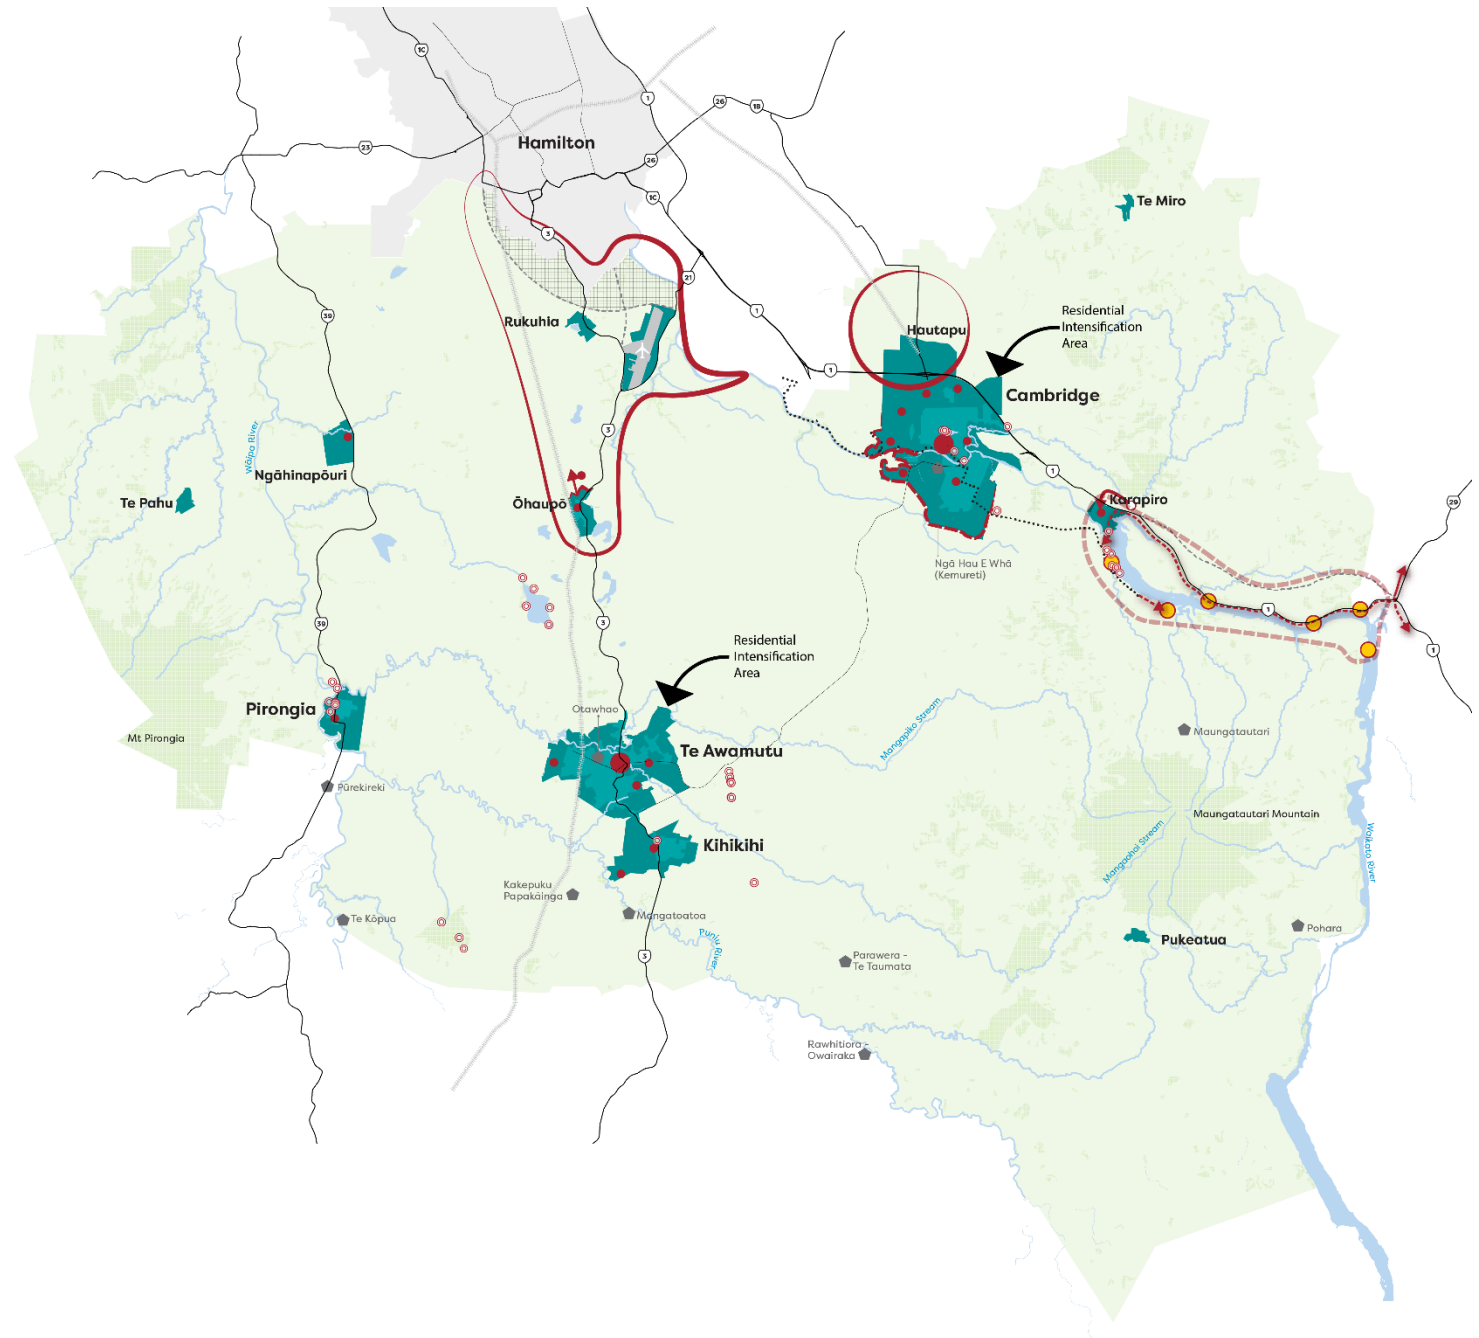 1C
1
26
1B
Hamilton
23
26
1C
Te Miro
3
21
39
Rukuhia
1
Hautapu
Residential
Intensification
Area
1
Cambridge
3
Waipa River
Ngāhinapōuri
1
Te Pahu
Ōhaupō
Karapiro
29
Ngā Hau E Whā
(Kemureti)
39
3
1
1
Residential
Intensification
Area
Pirongia
Otawhao
Mangapiko Stream
Maungatautari
Mt Pirongia
Te Awamutu
Pūrekireki
Maungatautari Mountain
Kihikihi
Mangaohoi Stream
Waikato River
Kakepuku
Papakāinga
Te Kōpua
Mangatoatoa
Puniu River
Pukeatua
Pohara
3
Parawera -
Te Taumata
Rawhitiora -
Owairaka